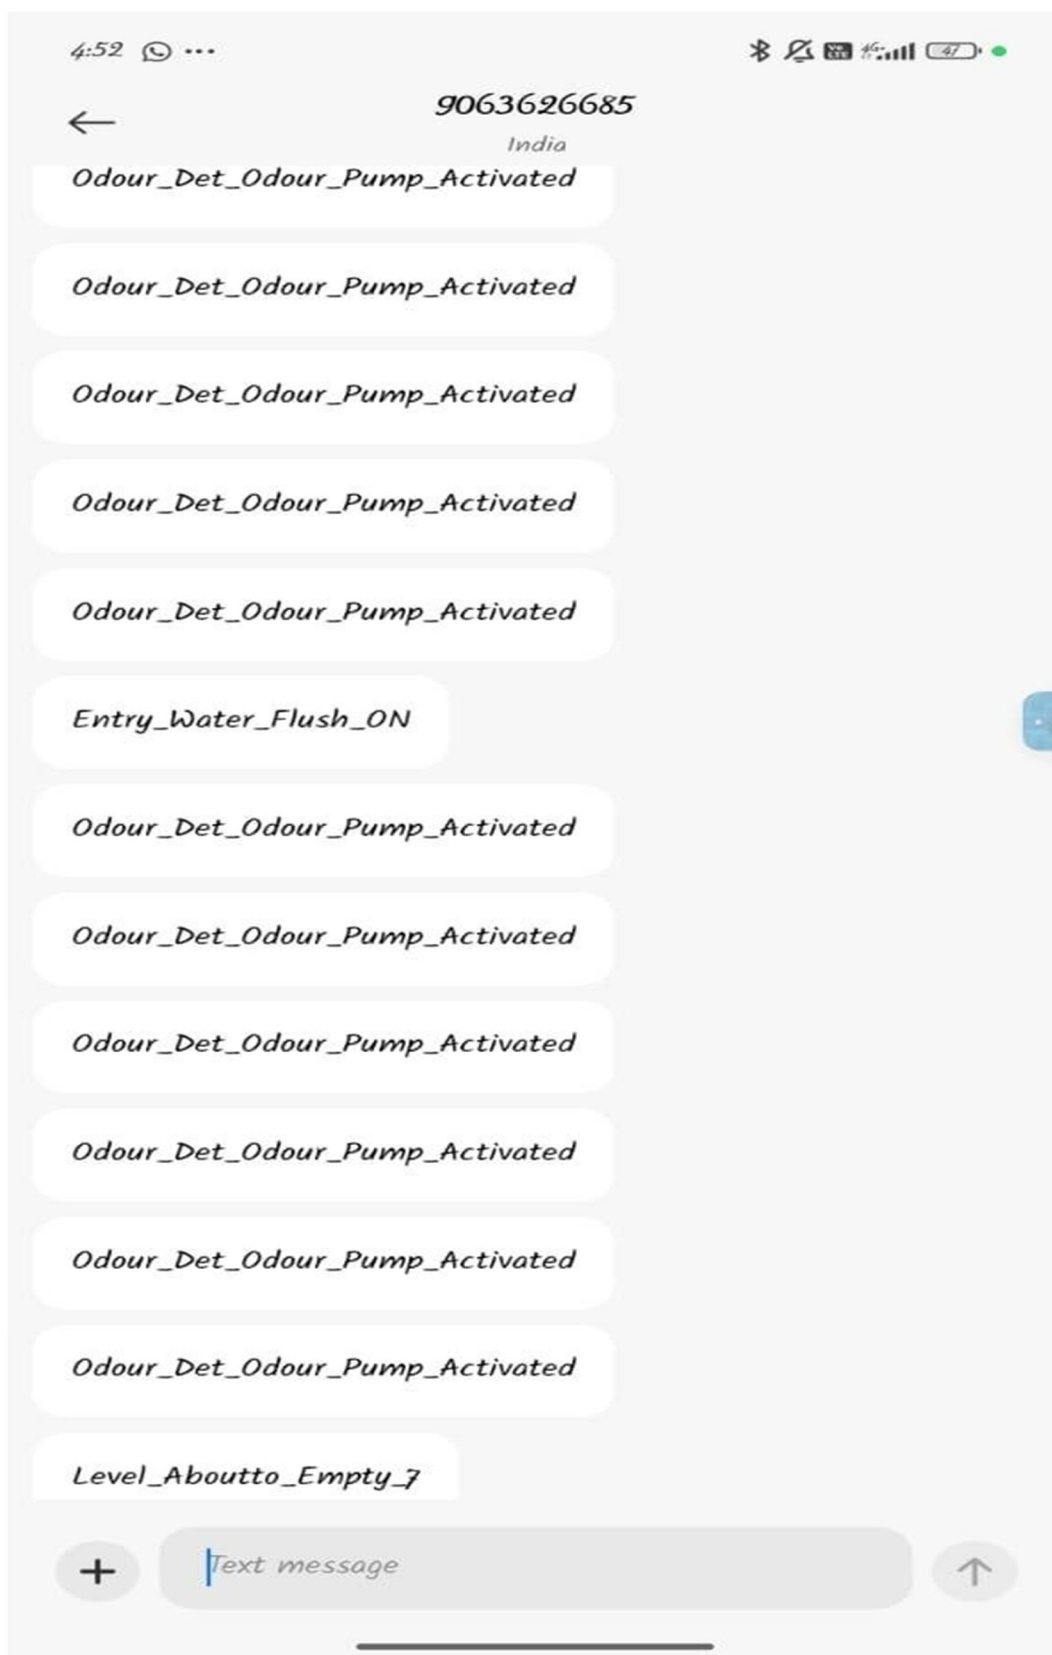 4:52
47
9063626685
India
Odour_Det_Odour_Pump_Activated
Odour_Det_Odour_Pump_Activated
Odour_Det_Odour_Pump_Activated
Odour_Det_Odour_Pump_Activated
Odour_Det_Odour_Pump_Activated
Entry_Water_Flush_ON
Odour_Det_Odour_Pump_Activated
Odour_Det_Odour_Pump_Activated
Odour_Det_Odour_Pump_Activated
Odour_Det_Odour_Pump_Activated
Odour_Det_Odour_Pump_Activated
Odour_Det_Odour_Pump_Activated
Level_Aboutto_Empty_7
Text message